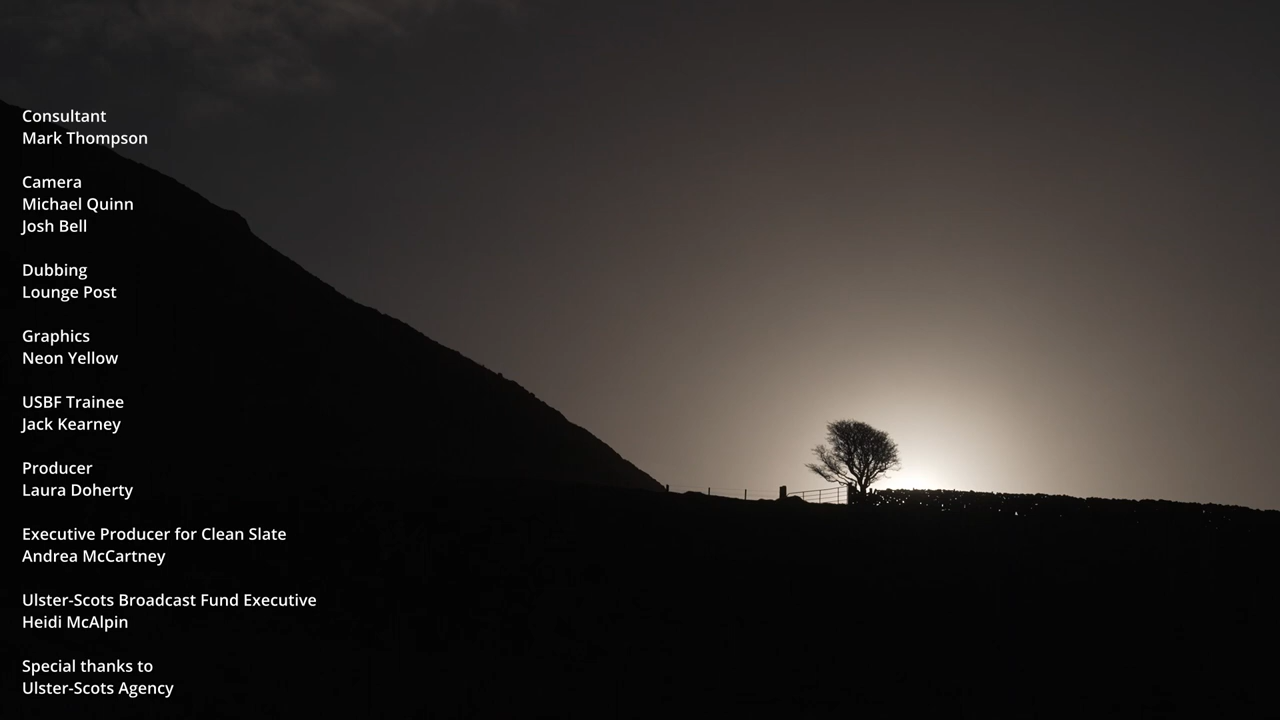 Consultant
Mark Thompson
Camera
Michael Quinn
Josh Bell
Dubbing
Lounge Post
Graphics
Neon Yellow
USBF Trainee
Jack Kearney
Producer
Laura Doherty
Executive Producer for Clean Slate
Andrea McCartney
Ulster-Scots Broadcast Fund Executive
Heidi McAlpin
Special thanks to
Ulster-Scots Agency